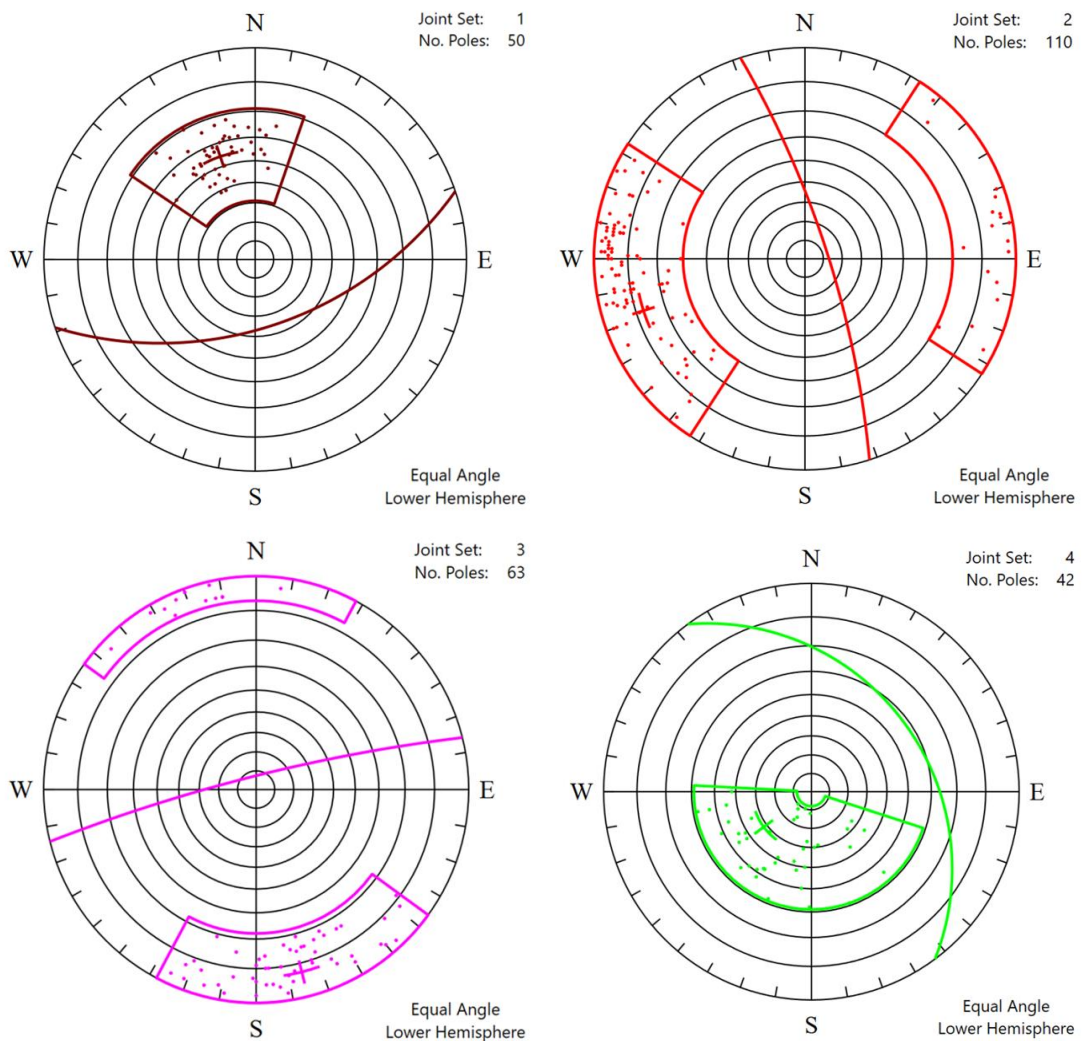 N
Joint Set: 1
No. Poles: 50
W
E
S
Equal Angle
Lower Hemisphere
N
Joint Set: 2
No. Poles: 110
W
E
S
Equal Angle
Lower Hemisphere
N
Joint Set: 3
No. Poles: 63
W
E
S
Equal Angle
Lower Hemisphere
N
Joint Set: 4
No. Poles: 42
W
E
S
Equal Angle
Lower Hemisphere